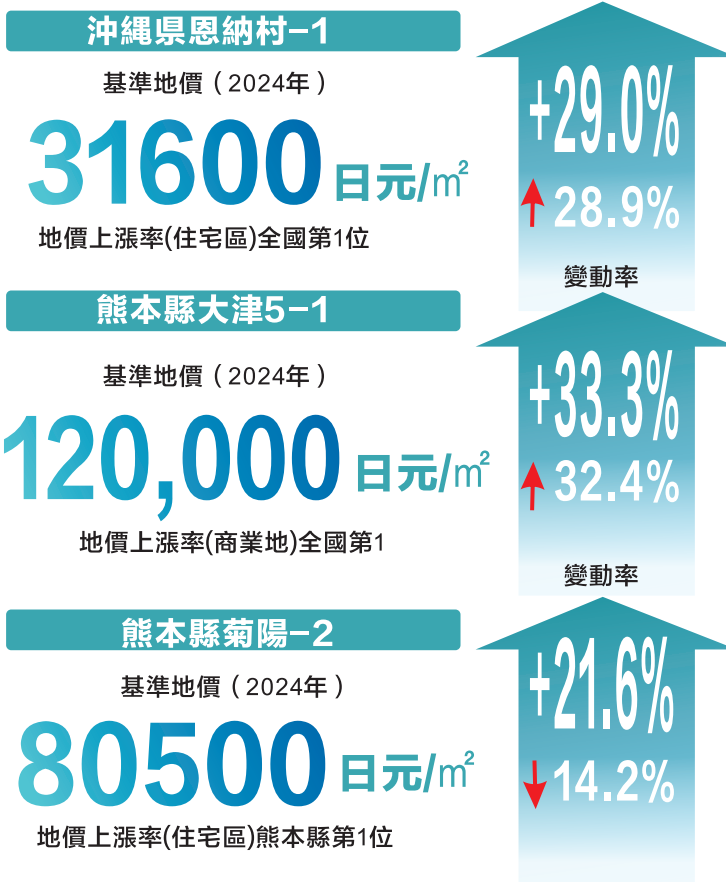 沖縄県恩納村-1
基準地價（2024年）
31600日元/㎡
地價上漲率(住宅區)全國第1位
+29.0%
28.9%
變動率
熊本縣大津5-1
基準地價（2024年）
120,000日元/㎡
地價上漲率(商業地)全國第1
+33.3%
32.4%
變動率
熊本縣菊陽-2
基準地價（2024年）
80500日元/㎡
地價上漲率(住宅區)熊本縣第1位
+21.6%
14.2%